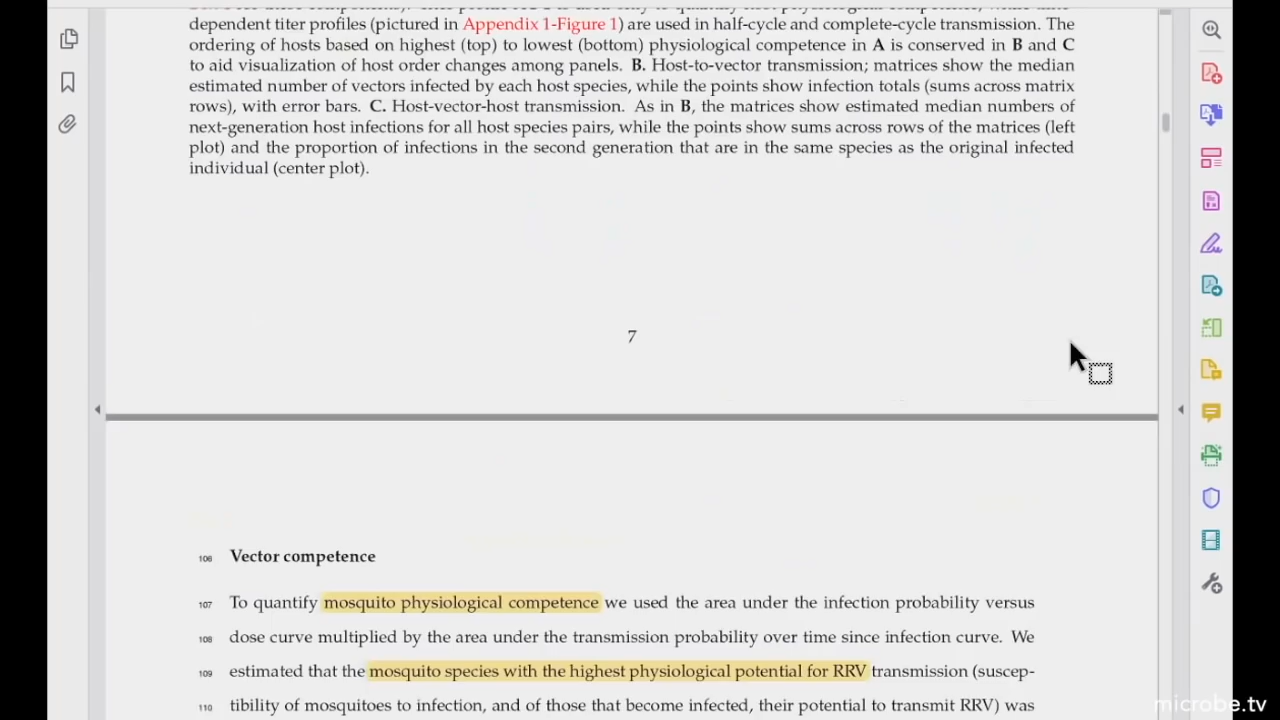 dependent titer profiles (pictured in Appendix 1-Figure 1) are used in half-cycle and complete-cycle transmission. The
ordering of hosts based on highest (top) to lowest (bottom) physiological competence in A is conserved in B and C
to aid visualization of host order changes among panels. B. Host-to-vector transmission; matrices show the median
estimated number of vectors infected by each host species, while the points show infection totals (sums across matrix
rows), with error bars. C. Host-vector-host transmission. As in B, the matrices show estimated median numbers of
next-generation host infections for all host species pairs, while the points show sums across rows of the matrices (left
plot) and the proportion of infections in the second generation that are in the same species as the original infected
individual (center plot).
7
106 Vector competence
107 To quantify mosquito physiological competence we used the area under the infection probability versus
108 dose curve multiplied by the area under the transmission probability over time since infection curve. We
109 estimated that the mosquito species with the highest physiological potential for RRV transmission (suscep-
110 tibility of mosquitoes to infection, and of those that become infected, their potential to transmit RRV) was
microbe.tv